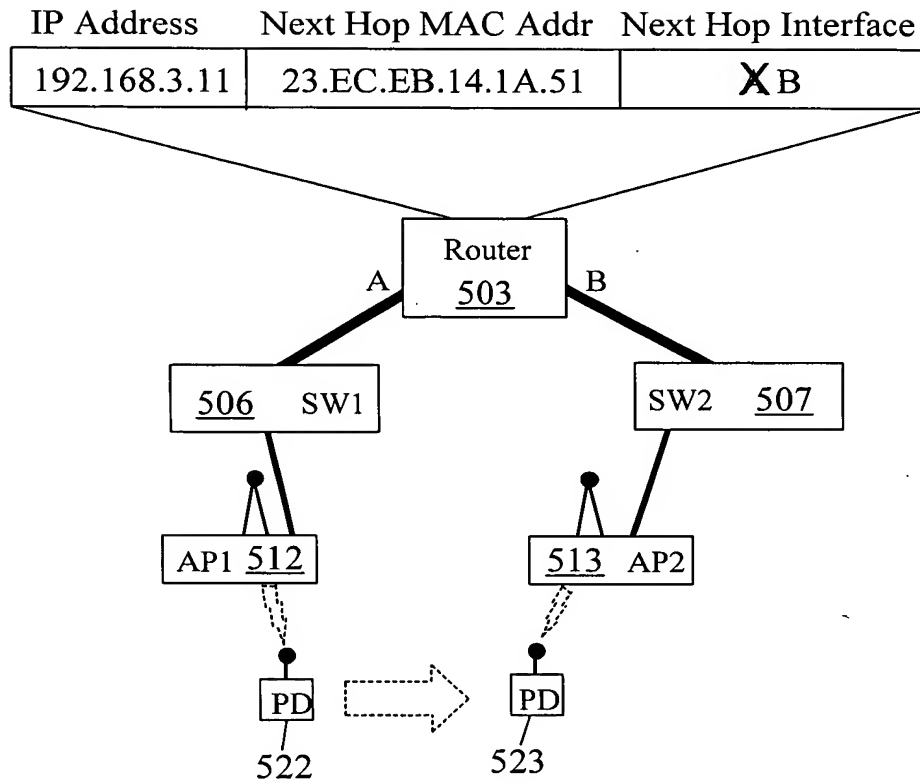 IP Address Next Hop MAC Addr Next Hop Interface
192.168.3.11 23.EC.EB.14.1A.51 X B
Router
A 503 B
506 SW1 SW2 507
AP1 512 513 AP2
PD PD
522 523